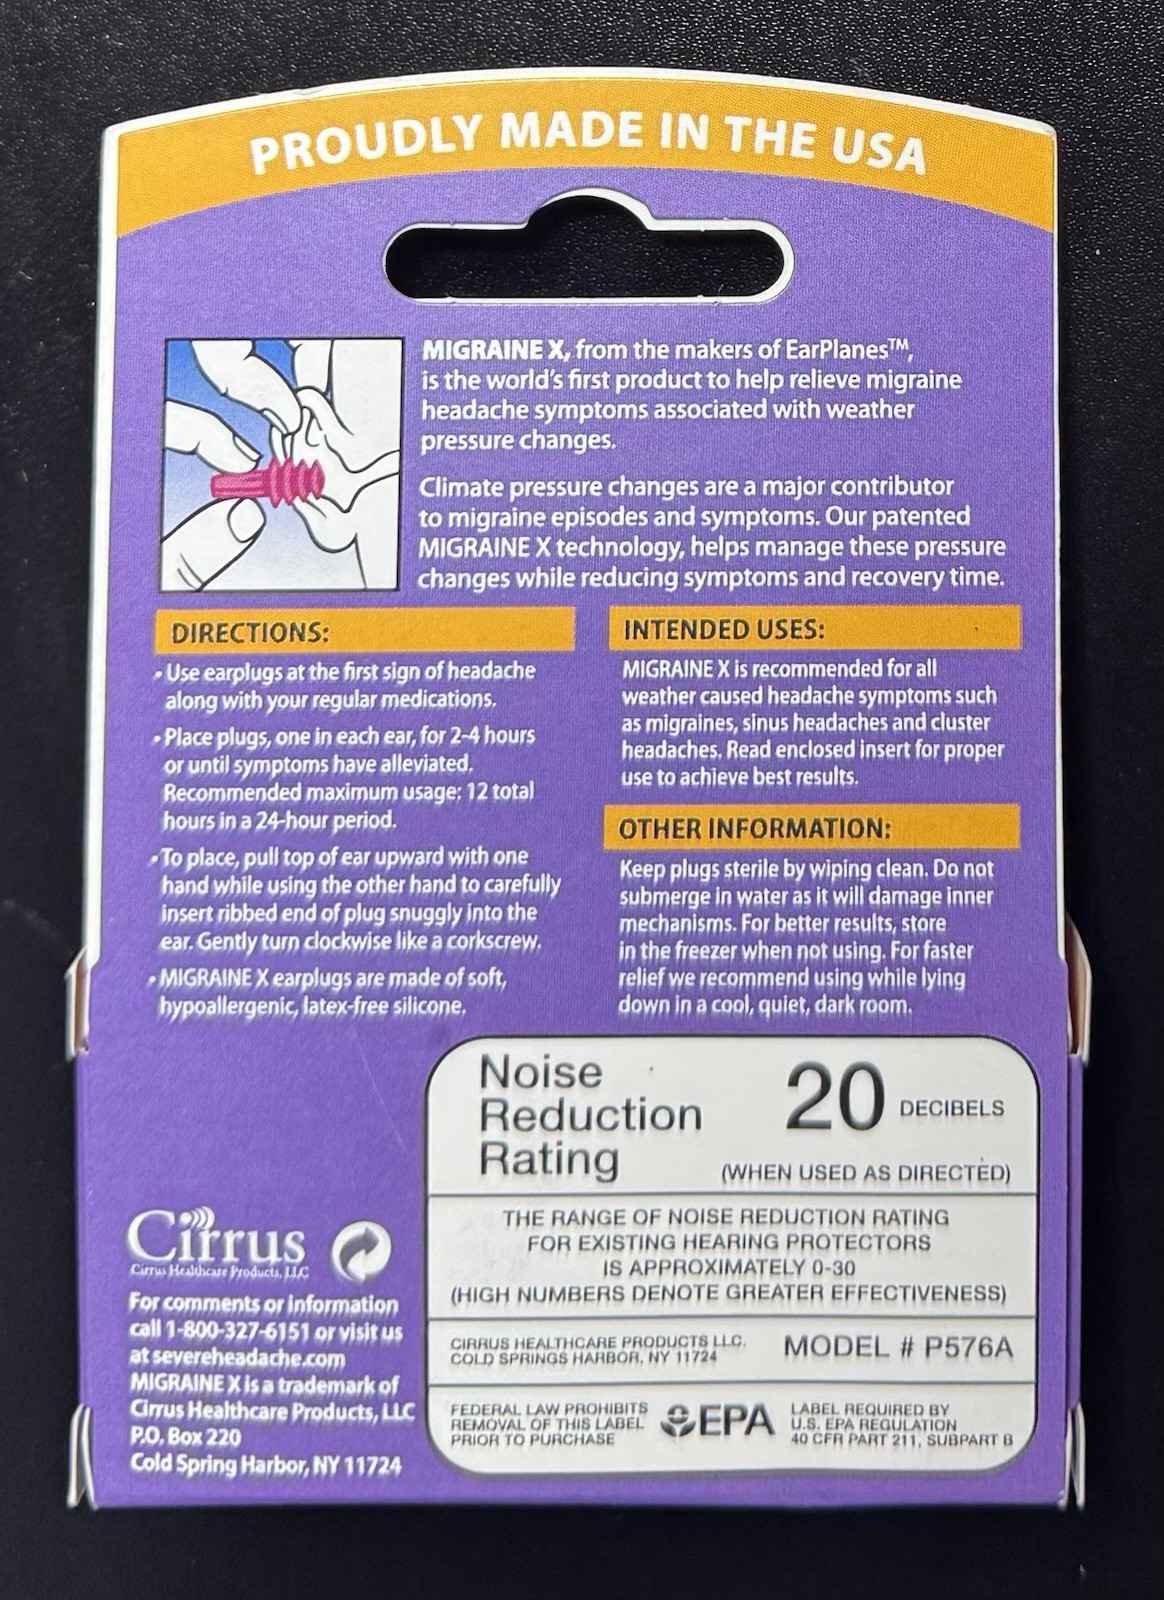 PROUDLY MADE IN THE USA
MIGRAINE X, from the makers of EarPlanes™,
is the world's first product to help relieve migraine
headache symptoms associated with weather
pressure changes.
Climate pressure changes are a major contributor
to migraine episodes and symptoms. Our patented
MIGRAINE X technology, helps manage these pressure
changes while reducing symptoms and recovery time.
DIRECTIONS:
• Use earplugs at the first sign of headache
along with your regular medications.
• Place plugs, one in each ear, for 2-4 hours
or until symptoms have alleviated.
Recommended maximum usage: 12 total
hours in a 24-hour period.
• To place, pull top of ear upward with one
hand while using the other hand to carefully
insert ribbed end of plug snuggly into the
ear. Gently turn clockwise like a corkscrew.
• MIGRAINE X earplugs are made of soft,
hypoallergenic, latex-free silicone.
INTENDED USES:
MIGRAINE X is recommended for all
weather caused headache symptoms such
as migraines, sinus headaches and cluster
headaches. Read enclosed insert for proper
use to achieve best results.
OTHER INFORMATION:
Keep plugs sterile by wiping clean. Do not
submerge in water as it will damage inner
mechanisms. For better results, store
in the freezer when not using. For faster
relief we recommend using while lying
down in a cool, quiet, dark room.
Noise
Reduction
Rating
20 DECIBELS
(WHEN USED AS DIRECTED)
THE RANGE OF NOISE REDUCTION RATING
FOR EXISTING HEARING PROTECTORS
IS APPROXIMATELY 0-30
(HIGH NUMBERS DENOTE GREATER EFFECTIVENESS)
CIRRUS HEALTHCARE PRODUCTS LLC.
COLD SPRINGS HARBOR, NY 11724
MODEL # P576A
FEDERAL LAW PROHIBITS
REMOVAL OF THIS LABEL
PRIOR TO PURCHASE
EPA
LABEL REQUIRED BY
U.S. EPA REGULATION
40 CFR PART 211, SUBPART B
Cirrus
Cirrus Healthcare Products, LLC
For comments or information
call 1-800-327-6151 or visit us
at severeheadache.com
MIGRAINE X is a trademark of
Cirrus Healthcare Products, LLC
P.O. Box 220
Cold Spring Harbor, NY 11724